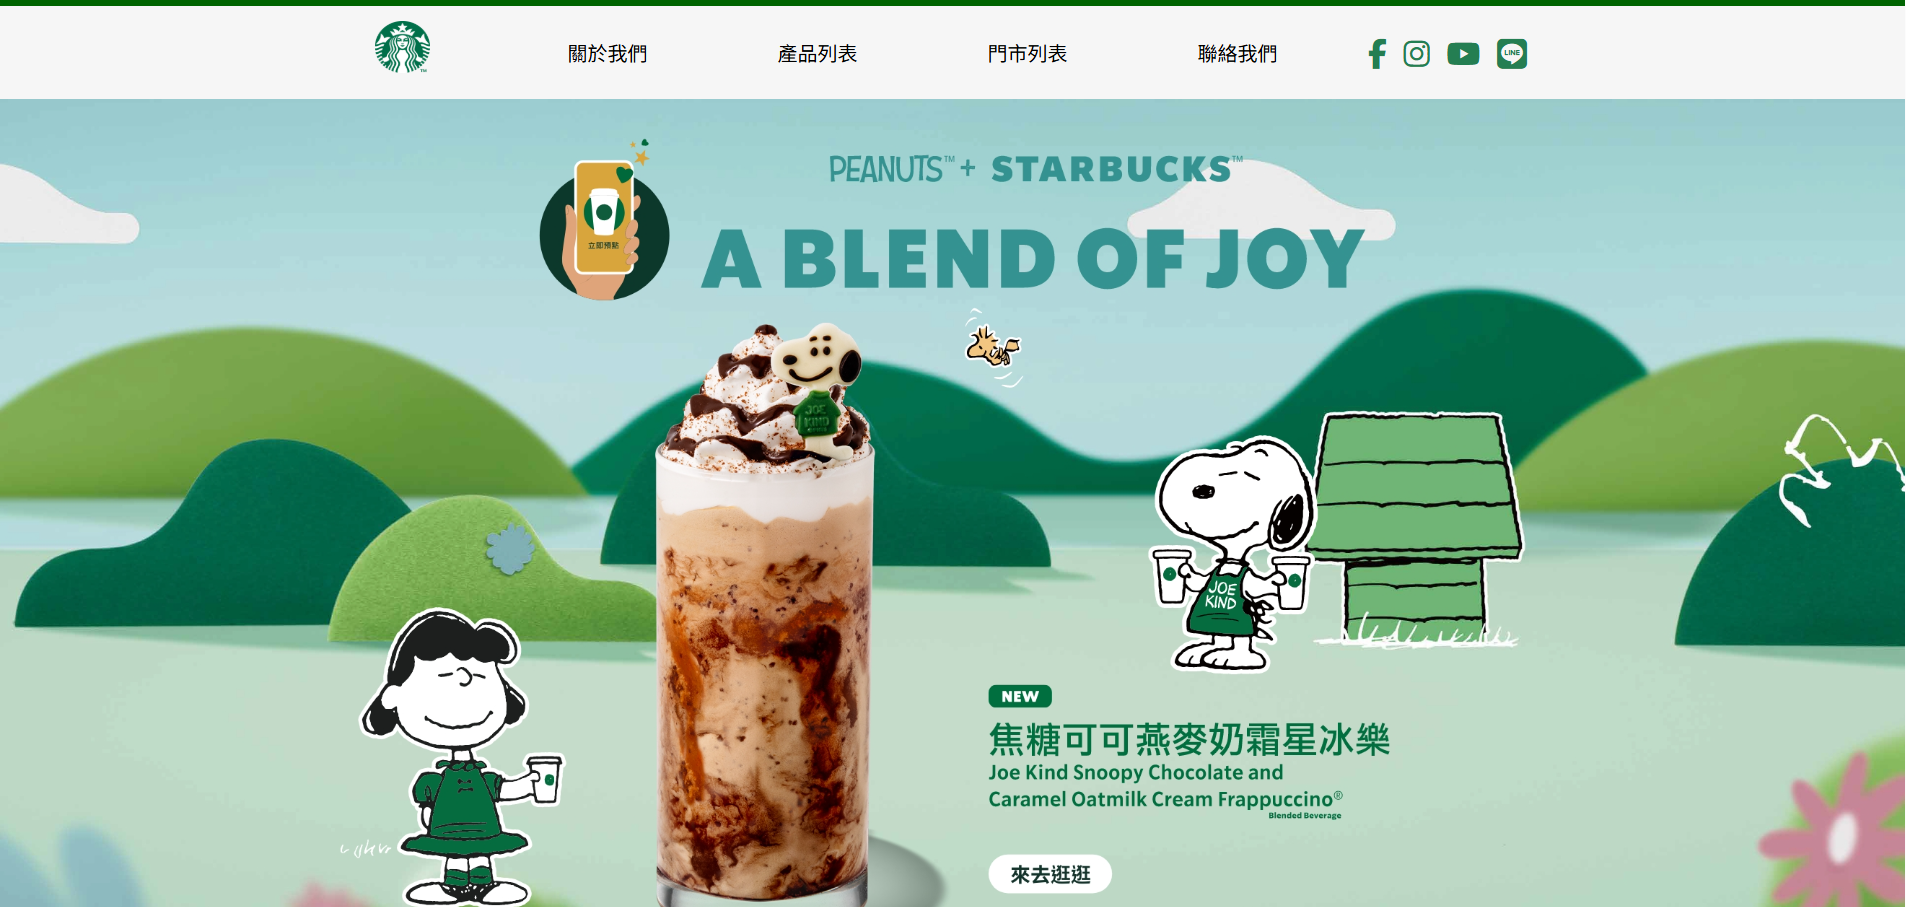 關於我們
產品列表
門市列表
聯絡我們
LINE
PEANUTS™ + STARBUCKS™
A BLEND OF JOY
立即預點
JOE
KIND
JOE
KIND
NEW
焦糖可可燕麥奶霜星冰樂
Joe Kind Snoopy Chocolate and
Caramel Oatmilk Cream Frappuccino®
Blended Beverage
來去逛逛